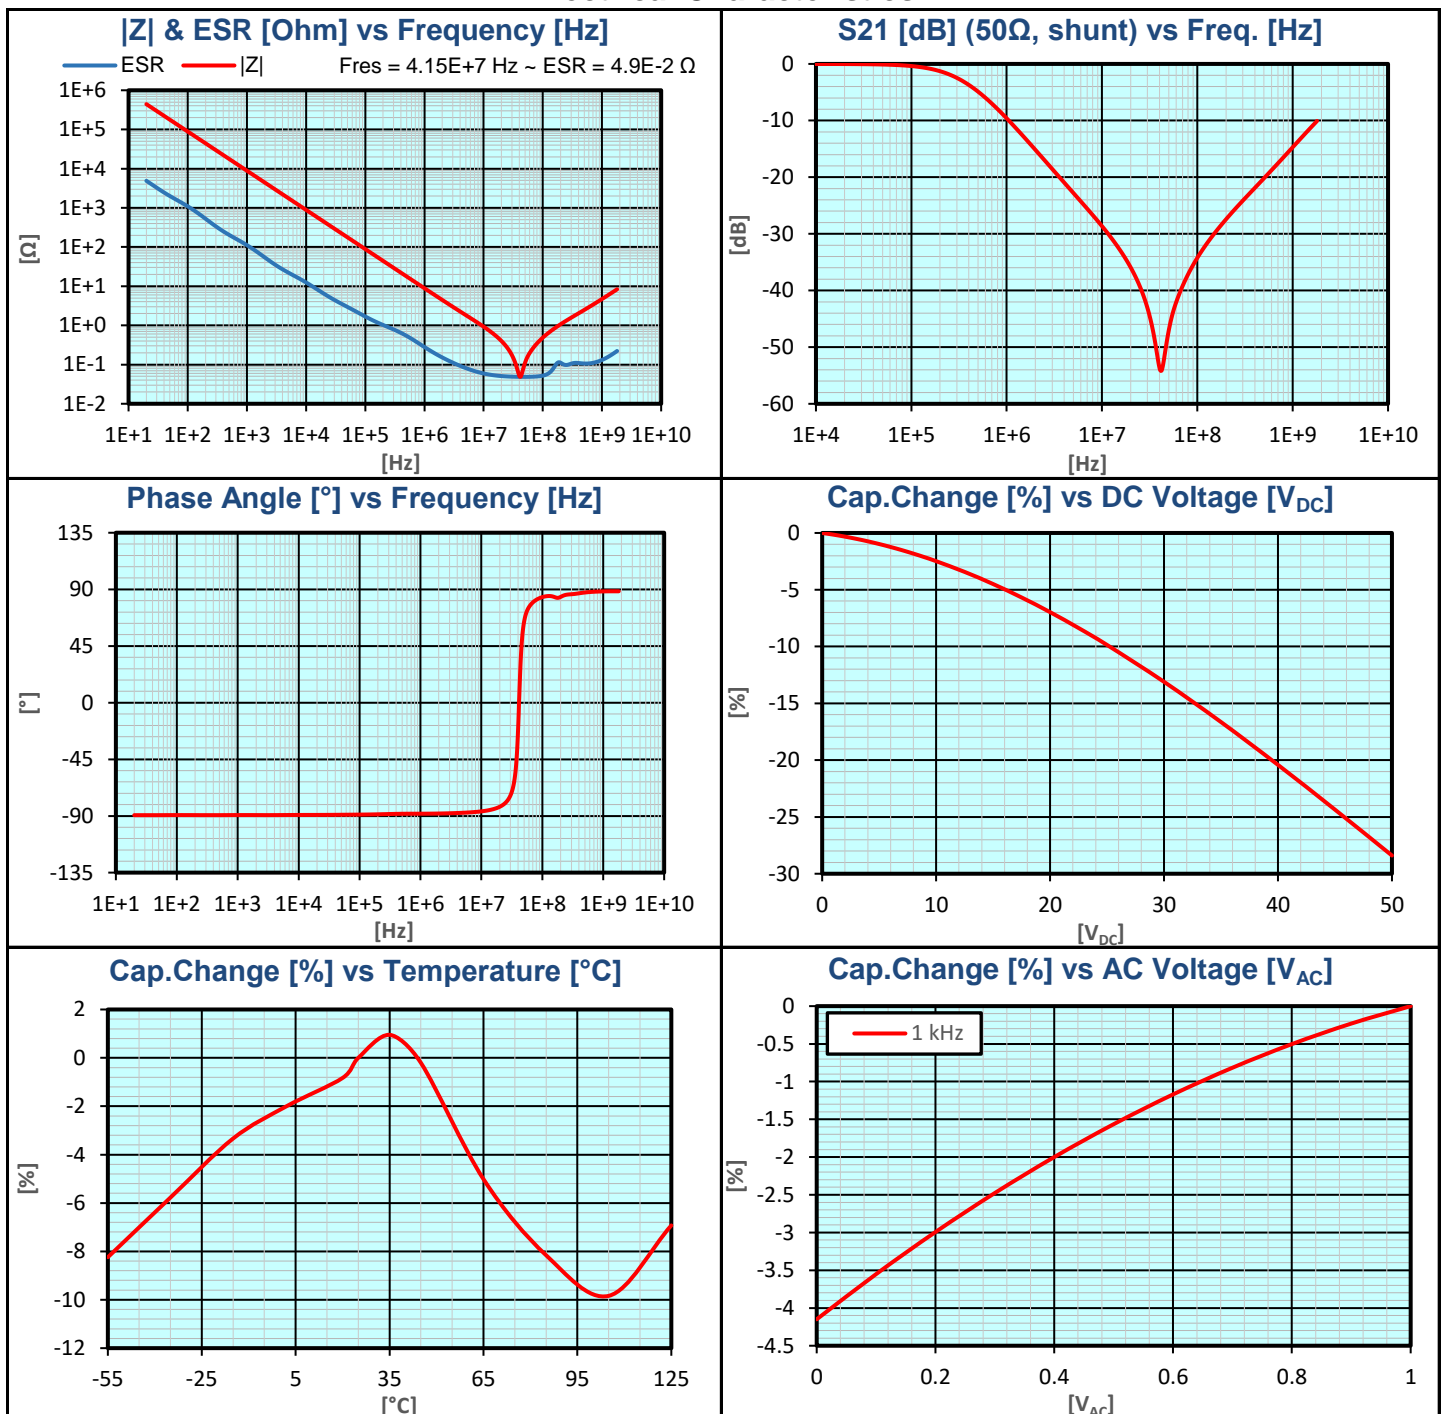 |Z| & ESR [Ohm] vs Frequency [Hz]
ESR |Z| Fres = 4.15E+7 Hz ~ ESR = 4.9E-2 Ω
1E+6
1E+5
1E+4
1E+3
1E+2
1E+1
1E+0
1E-1
1E-2
[Ω]
1E+1 1E+2 1E+3 1E+4 1E+5 1E+6 1E+7 1E+8 1E+9 1E+10
[Hz]
S21 [dB] (50Ω, shunt) vs Freq. [Hz]
0
-10
-20
-30
-40
-50
-60
[dB]
1E+4 1E+5 1E+6 1E+7 1E+8 1E+9 1E+10
[Hz]
Phase Angle [°] vs Frequency [Hz]
135
90
45
0
-45
-90
-135
[°]
1E+1 1E+2 1E+3 1E+4 1E+5 1E+6 1E+7 1E+8 1E+9 1E+10
[Hz]
Cap.Change [%] vs DC Voltage [VDC]
0
-5
-10
-15
-20
-25
-30
[%]
0 10 20 30 40 50
[VDC]
Cap.Change [%] vs Temperature [°C]
2
0
-2
-4
-6
-8
-10
-12
[%]
-55 -25 5 35 65 95 125
[°C]
Cap.Change [%] vs AC Voltage [VAC]
1 kHz
0
-0.5
-1
-1.5
-2
-2.5
-3
-3.5
-4
-4.5
[%]
0 0.2 0.4 0.6 0.8 1
[VAC]